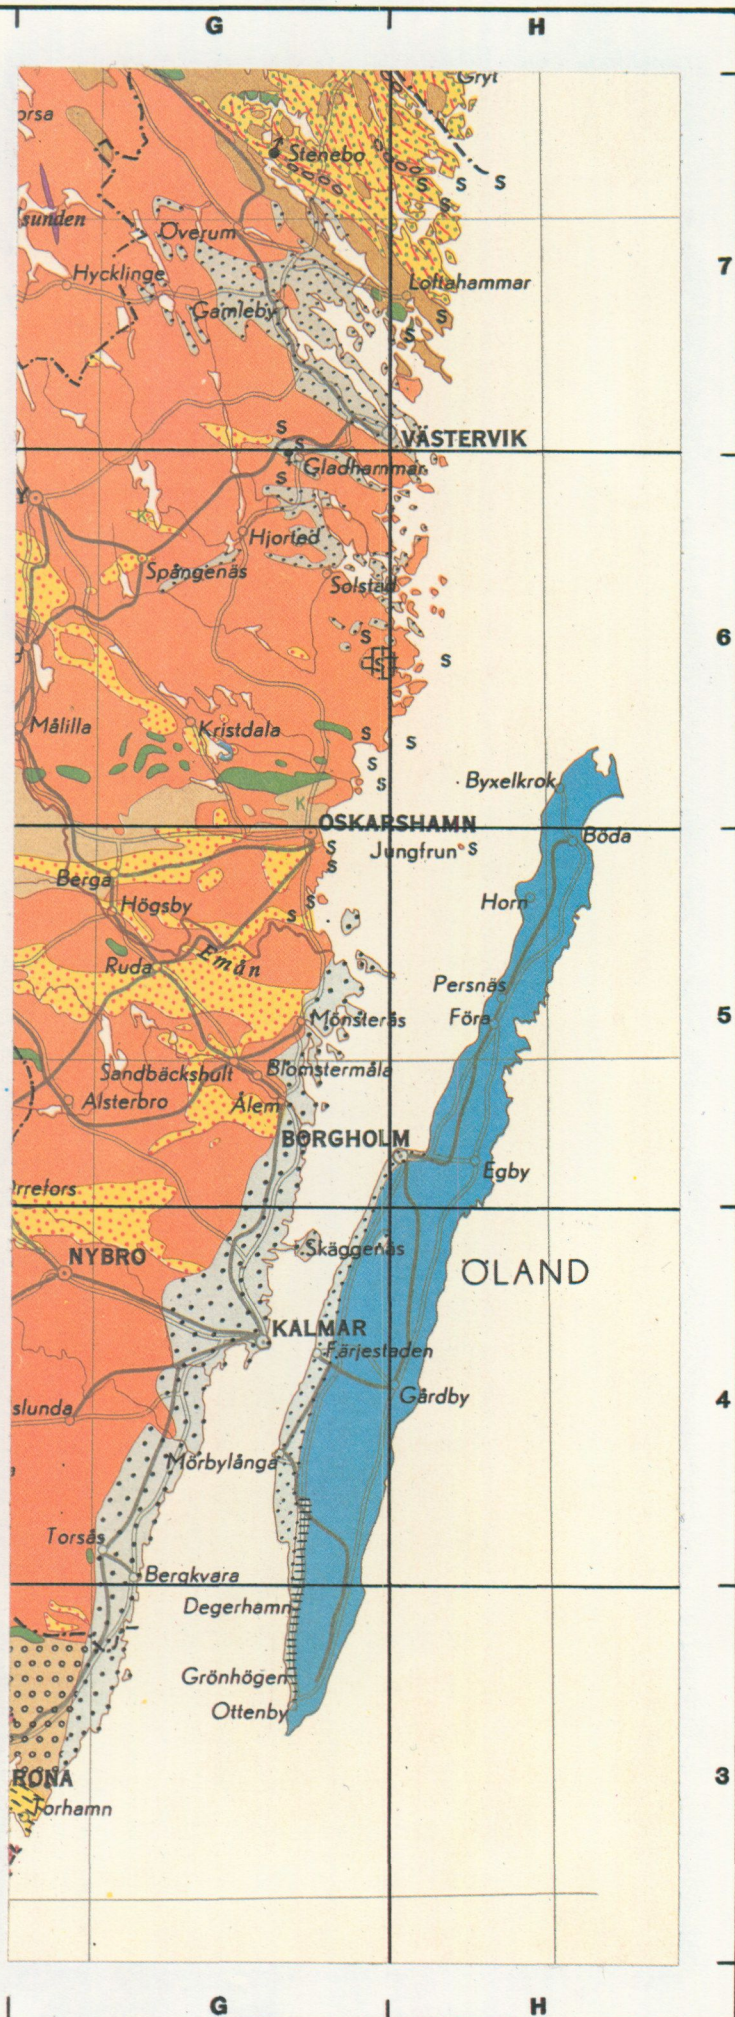 G H
Gryt
orsa
Stenebo
S S S
S
sunden
Överum
7
Hycklinge
Loftahammar
Gamleby
S
S
S
VÄSTERVIK
S
Gladhammar
S
Y
K
Hjorted
Spångenäs
Solstad
S
6
S S
Målilla
Kristdala
S
S
S
Byxelkrok
S
K
OSKARSHAMN
Böda
S
Jungfrun S
S
Berga
Horn
Högsby
S
S
Emån
Ruda
Persnäs
5
Mönsterås
Föra
Sandbäckshult
Blomstermåla
Alsterbro
Ålem
BORGHOLM
Egby
rrefors
Skäggenäs
NYBRO
ÖLAND
KALMAR
Färjestaden
Gårdby
4
slunda
Mörbylånga
Torsås
Bergkvara
Degerhamn
Grönhögen
Ottenby
3
RONA
Torhamn
G H